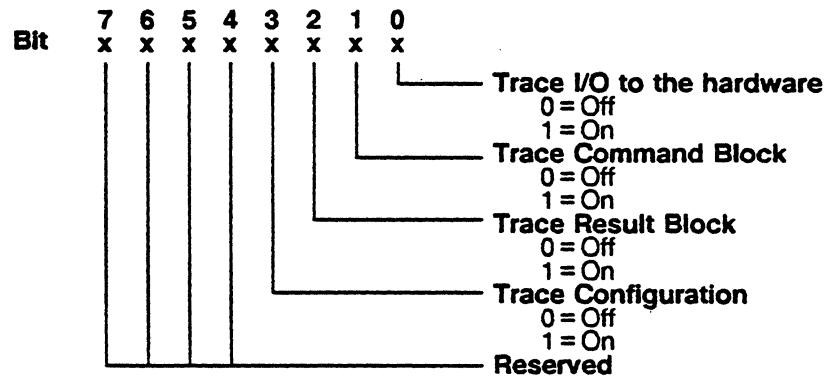 7 6 5 4 3 2 1 0
Bit x x x x x x x x
Trace I/O to the hardware
0 = Off
1 = On
Trace Command Block
0 = Off
1 = On
Trace Result Block
0 = Off
1 = On
Trace Configuration
0 = Off
1 = On
Reserved